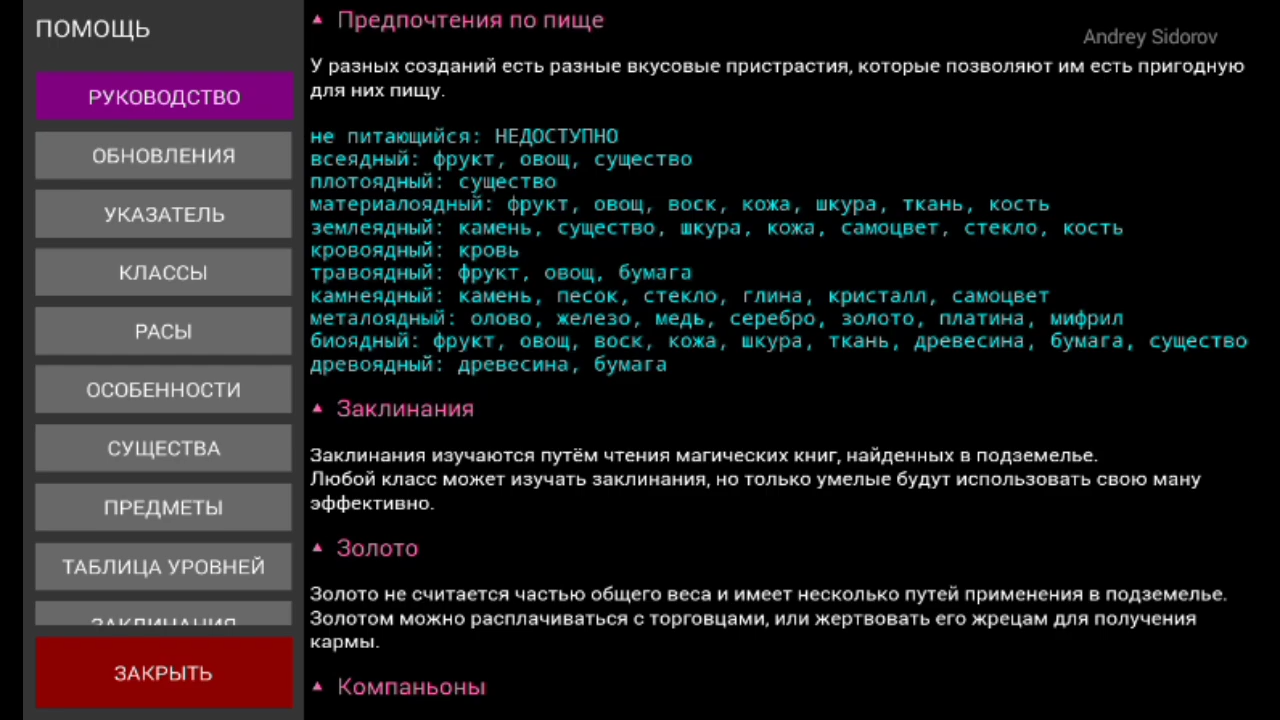 ПОМОЩЬ
РУКОВОДСТВО
ОБНОВЛЕНИЯ
УКАЗАТЕЛЬ
КЛАССЫ
РАСЫ
ОСОБЕННОСТИ
СУЩЕСТВА
ПРЕДМЕТЫ
ТАБЛИЦА УРОВНЕЙ
ЗАКЛИНАНИЯ
ЗАКРЫТЬ
Andrey Sidorov
Предпочтения по пище
У разных созданий есть разные вкусовые пристрастия, которые позволяют им есть пригодную
для них пищу.
не питающийся: НЕДОСТУПНО
всеядный: фрукт, овощ, существо
плотоядный: существо
материалоядный: фрукт, овощ, воск, кожа, шкура, ткань, кость
землеядный: камень, существо, шкура, кожа, самоцвет, стекло, кость
кровоядный: кровь
травоядный: фрукт, овощ, бумага
камнеядный: камень, песок, стекло, глина, кристалл, самоцвет
металоядный: олово, железо, медь, серебро, золото, платина, мифрил
биоядный: фрукт, овощ, воск, кожа, шкура, ткань, древесина, бумага, существо
древоядный: древесина, бумага
Заклинания
Заклинания изучаются путём чтения магических книг, найденных в подземелье.
Любой класс может изучать заклинания, но только умелые будут использовать свою ману
эффективно.
Золото
Золото не считается частью общего веса и имеет несколько путей применения в подземелье.
Золотом можно расплачиваться с торговцами, или жертвовать его жрецам для получения
кармы.
Компаньоны